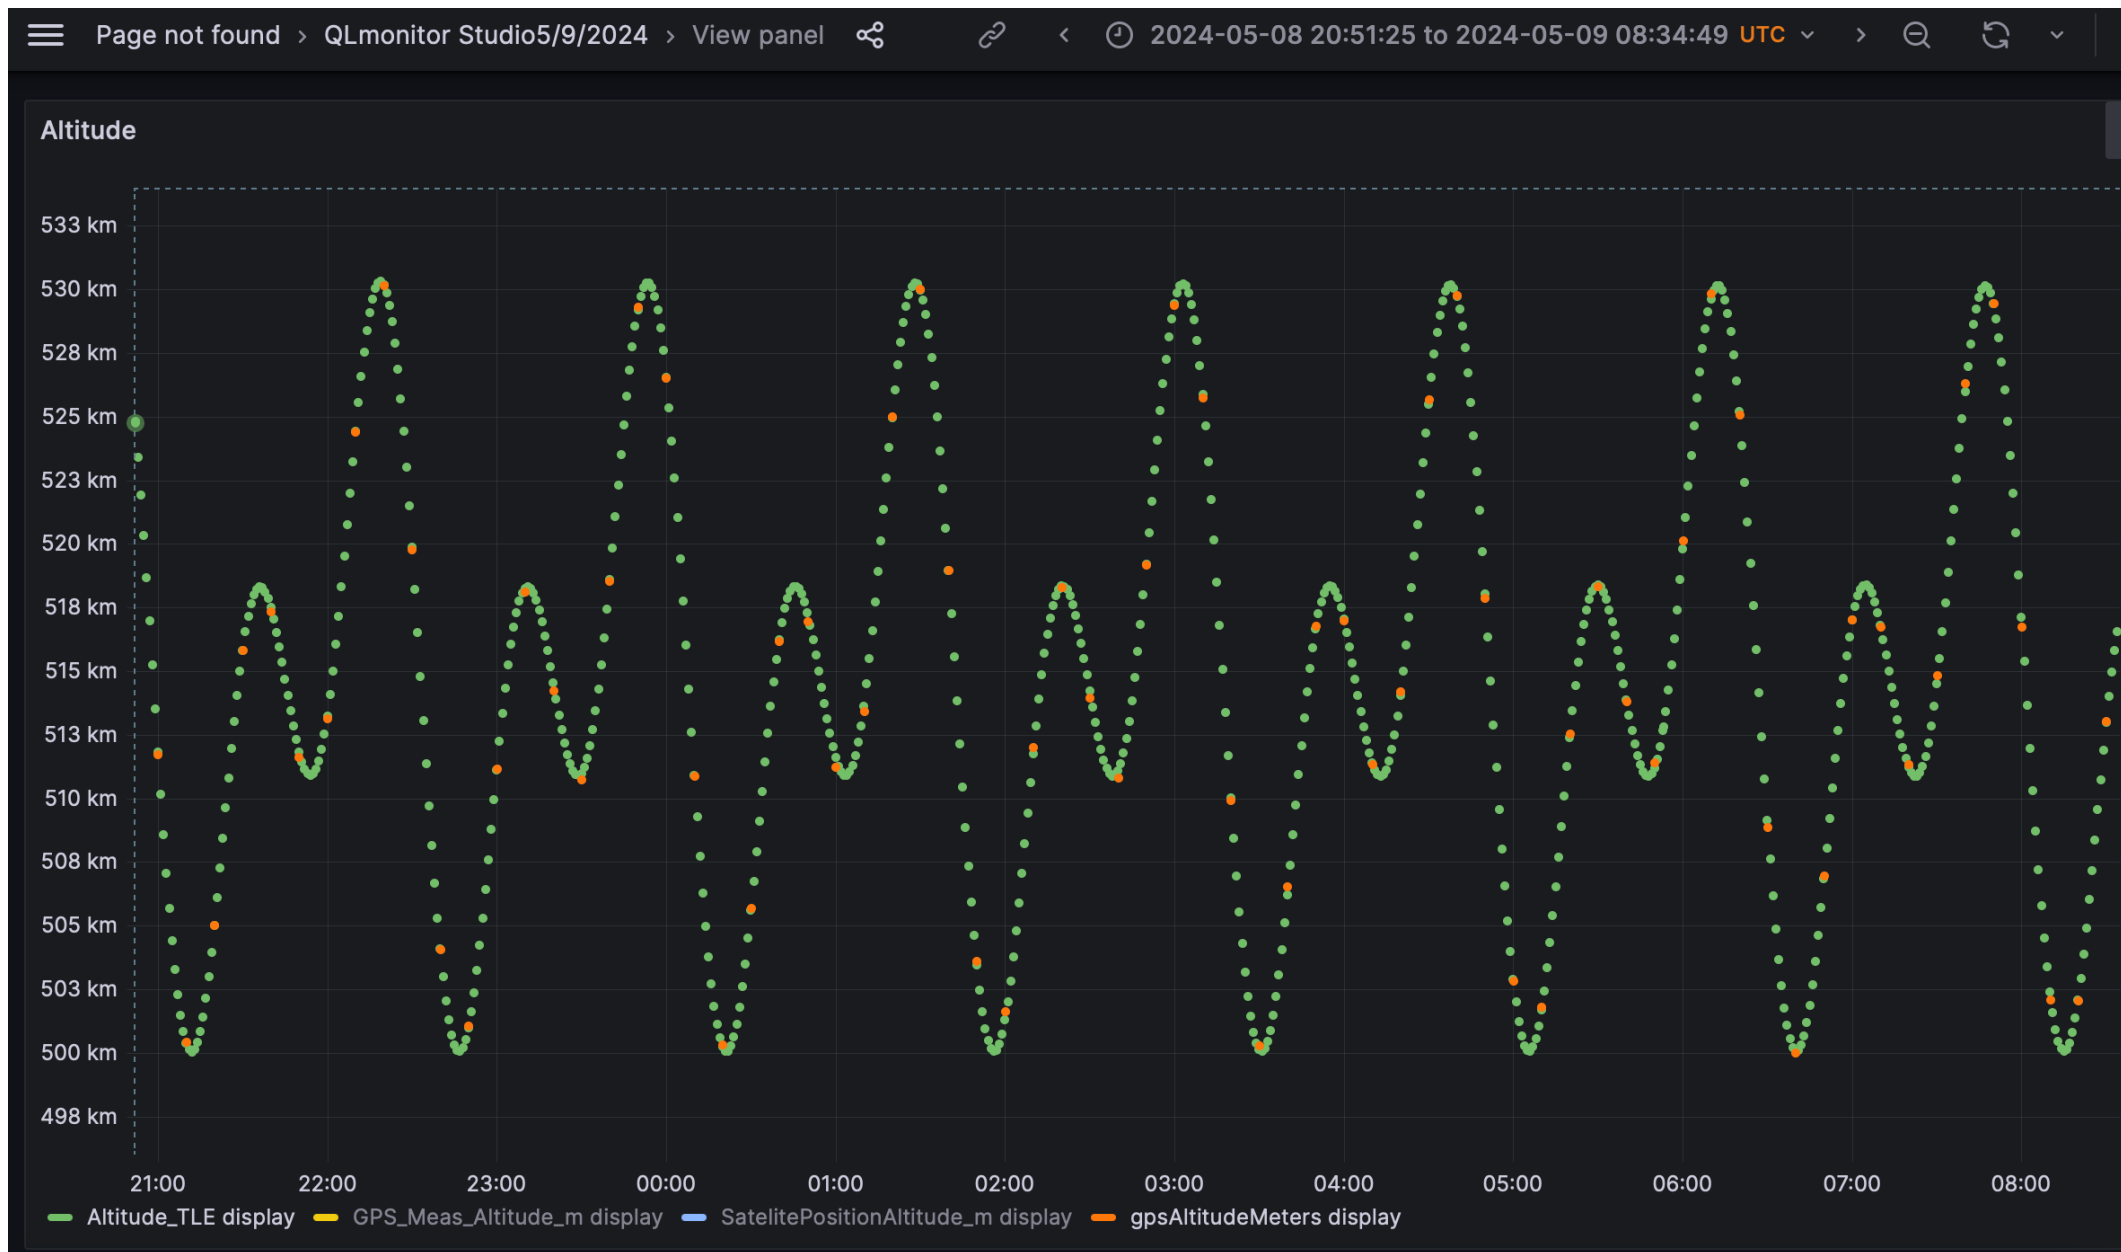 Page not found › QLmonitor Studio5/9/2024 › View panel 2024-05-08 20:51:25 to 2024-05-09 08:34:49 UTC
Altitude
533 km
530 km
528 km
525 km
523 km
520 km
518 km
515 km
513 km
510 km
508 km
505 km
503 km
500 km
498 km
21:00 22:00 23:00 00:00 01:00 02:00 03:00 04:00 05:00 06:00 07:00 08:00
Altitude_TLE display GPS_Meas_Altitude_m display SatelitePositionAltitude_m display gpsAltitudeMeters display